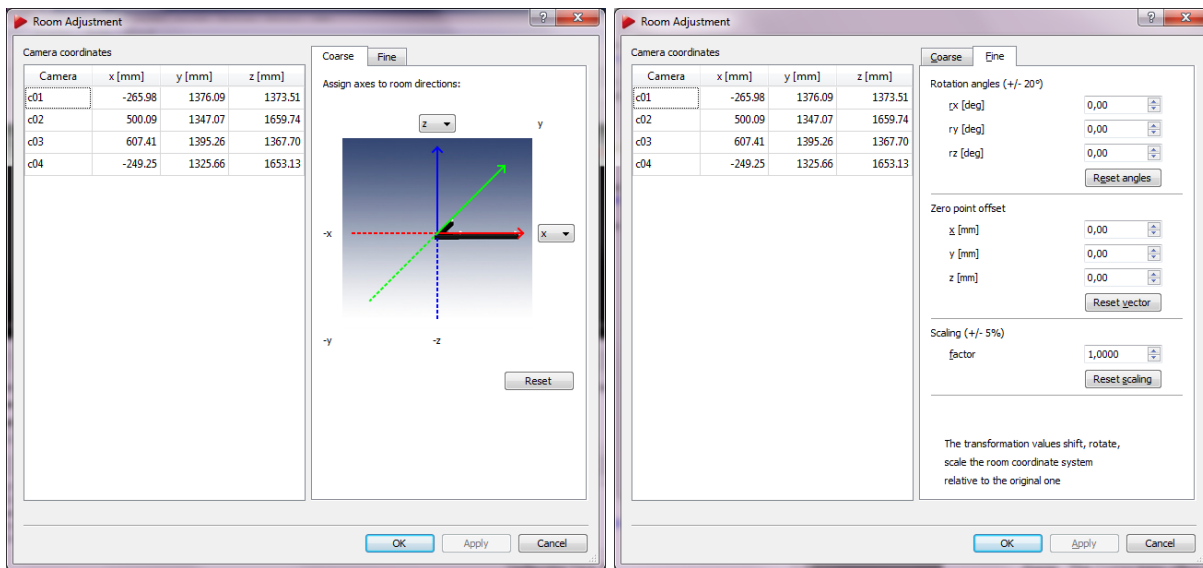 Room Adjustment
Camera coordinates
Camera x [mm] y [mm] z [mm]
c01 -265.98 1376.09 1373.51
c02 500.09 1347.07 1659.74
c03 607.41 1395.26 1367.70
c04 -249.25 1325.66 1653.13
Coarse Fine
Assign axes to room directions:
z y
-x x
-y -z
Reset
OK Apply Cancel
Room Adjustment
Camera coordinates
Camera x [mm] y [mm] z [mm]
c01 -265.98 1376.09 1373.51
c02 500.09 1347.07 1659.74
c03 607.41 1395.26 1367.70
c04 -249.25 1325.66 1653.13
Coarse Fine
Rotation angles (+/- 20°)
rx [deg] 0,00
ry [deg] 0,00
rz [deg] 0,00
Reset angles
Zero point offset
x [mm] 0,00
y [mm] 0,00
z [mm] 0,00
Reset vector
Scaling (+/- 5%)
factor 1,0000
Reset scaling
The transformation values shift, rotate,
scale the room coordinate system
relative to the original one
OK Apply Cancel